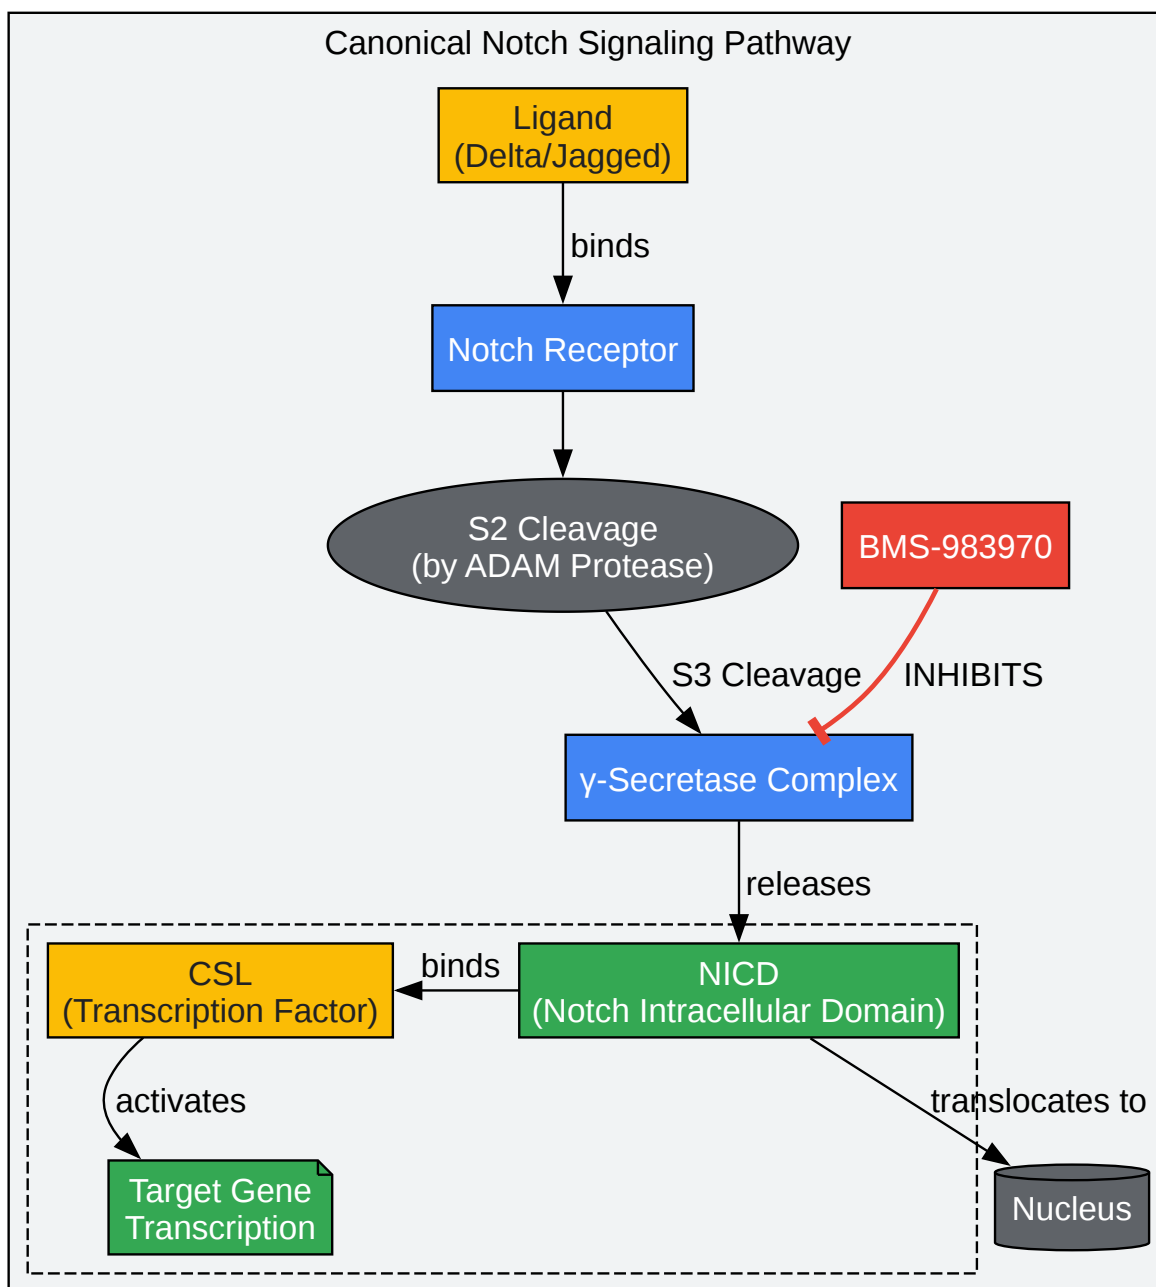 Canonical Notch Signaling Pathway
Ligand
(Delta/Jagged)
binds
Notch Receptor
S2 Cleavage
(by ADAM Protease)
BMS-983970
S3 Cleavage
INHIBITS
γ-Secretase Complex
releases
CSL
(Transcription Factor)
binds
NICD
(Notch Intracellular Domain)
activates
translocates to
Target Gene
Transcription
Nucleus